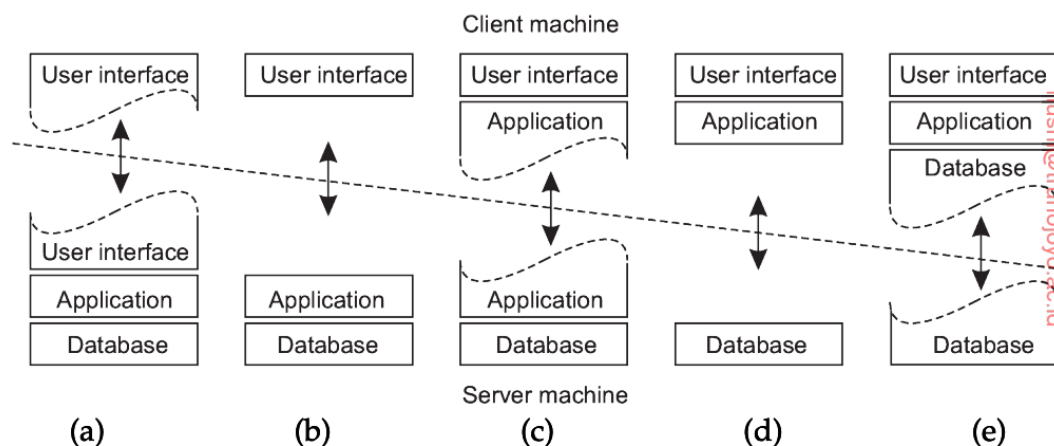 Client machine
User interface User interface User interface User interface User interface
Application Application Application
Database
User interface
Application Application Application
Database Database Database Database Database
Server machine
(a) (b) (c) (d) (e)